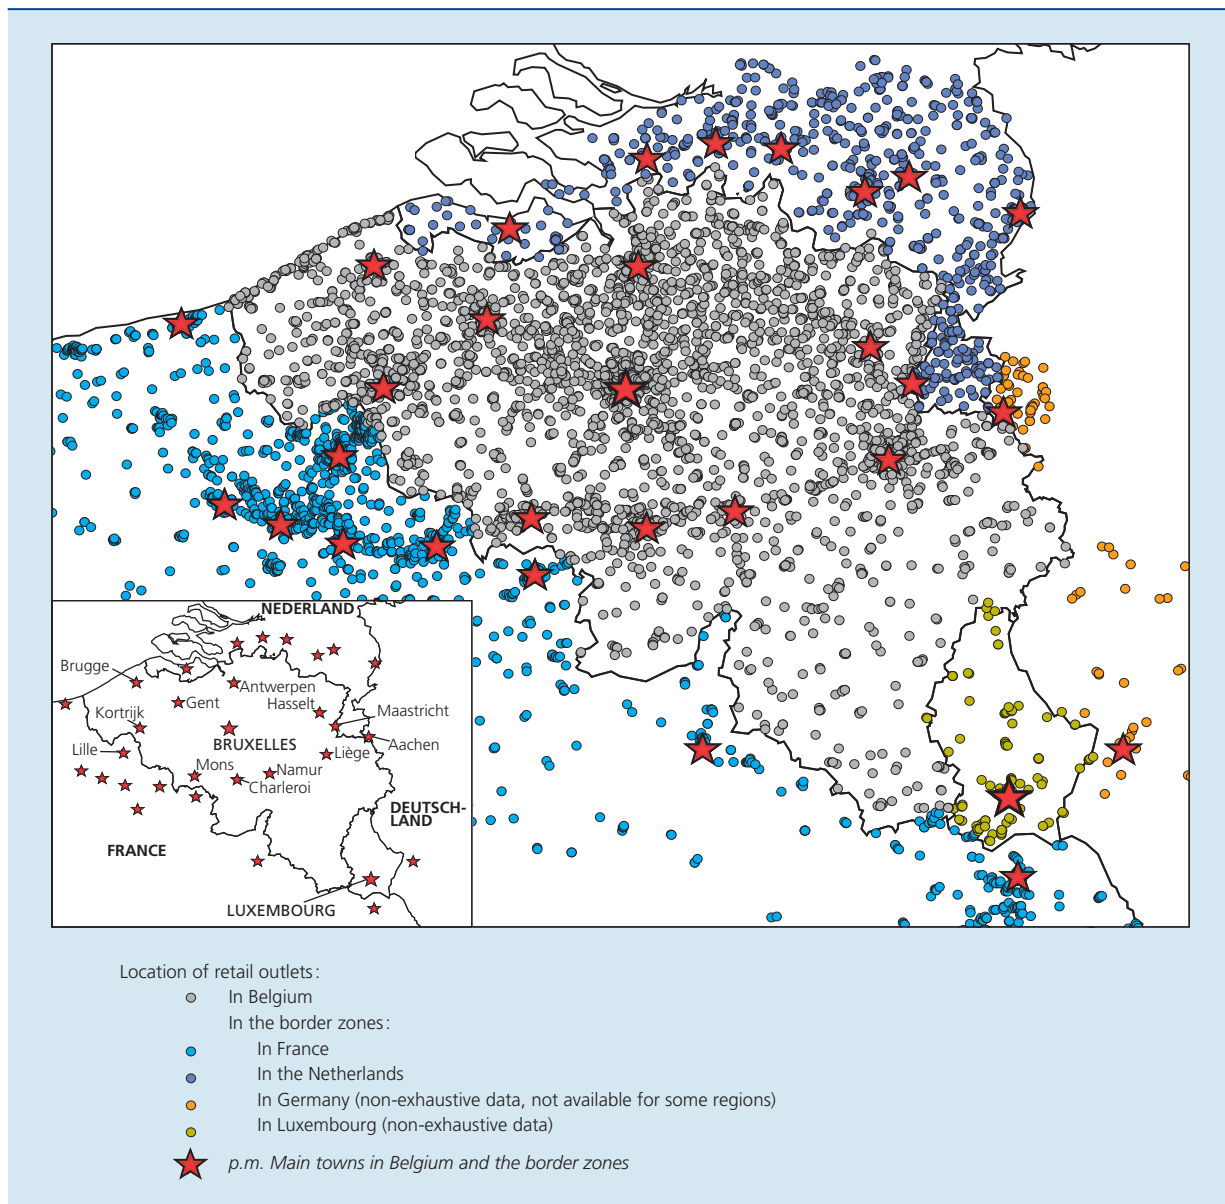 NEDERLAND
Brugge
Antwerpen
Gent
Hasselt
Kortrijk
Maastricht
BRUXELLES
Aachen
Lille
Liège
Mons
Namur
Charleroi
DEUTSCH-
LAND
FRANCE
LUXEMBOURG
Location of retail outlets:
In Belgium
In the border zones:
In France
In the Netherlands
In Germany (non-exhaustive data, not available for some regions)
In Luxembourg (non-exhaustive data)
p.m. Main towns in Belgium and the border zones